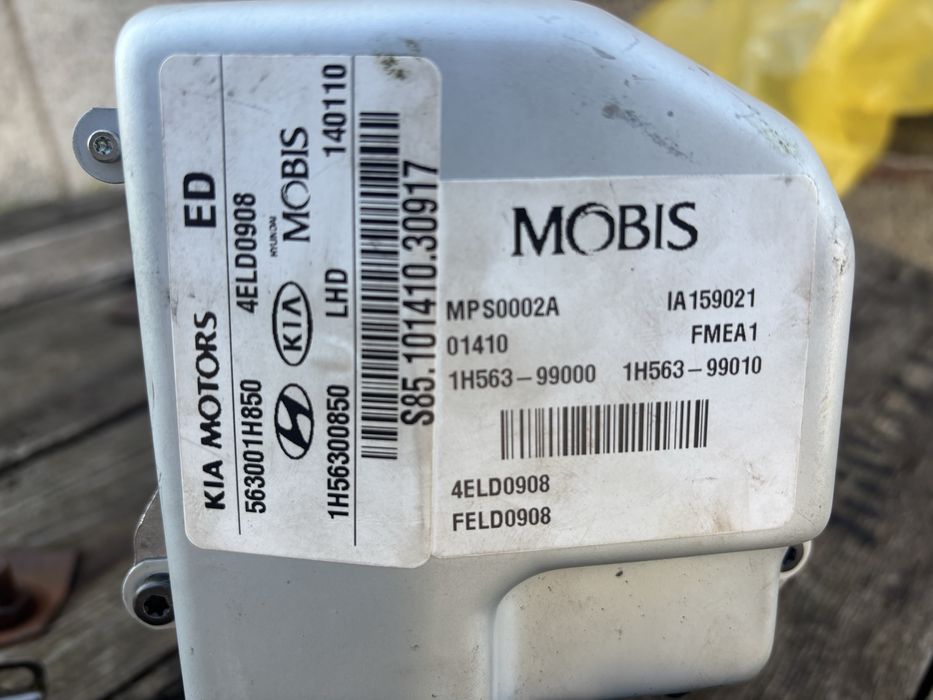 KIA MOTORS ED
563001H850 4ELD0908
KIA HYUNDAI MOBIS
1H56300850 LHD 140110
S85.101410.30917
MOBIS
MPS0002A IA159021
01410 FMEA1
1H563-99000 1H563-99010
4ELD0908
FELD0908